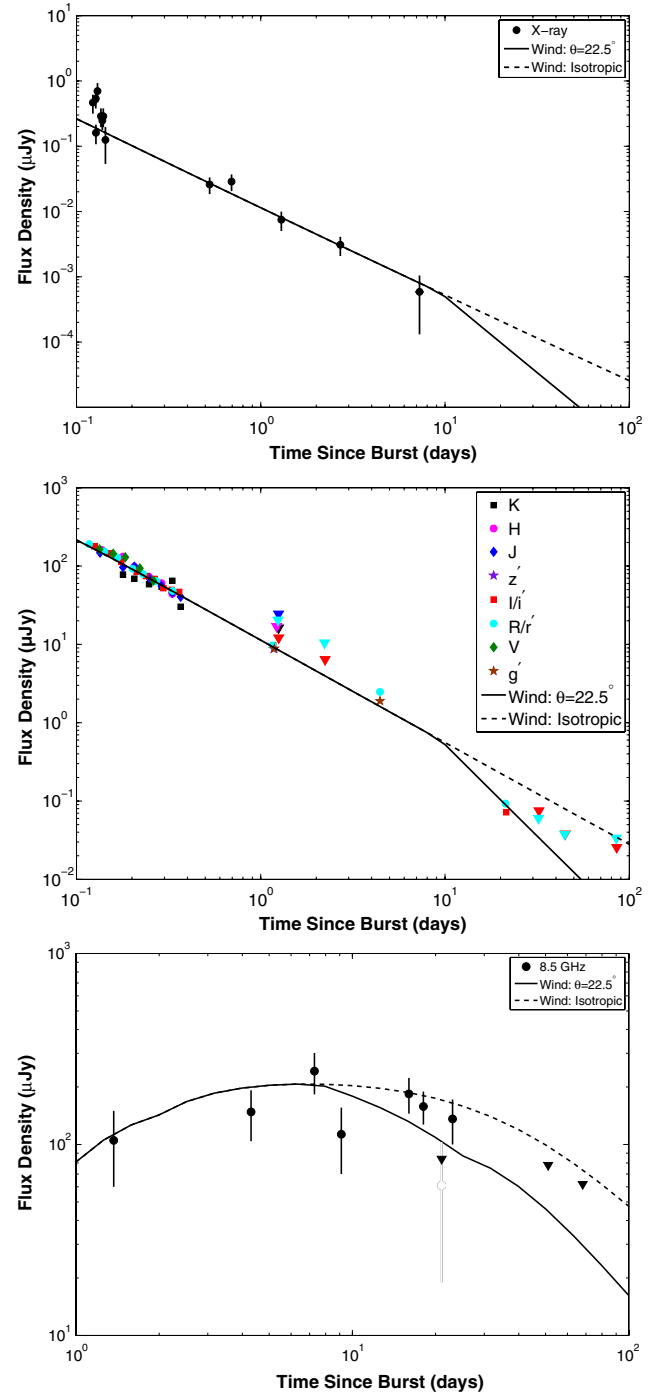 10^1
10^0
10^-1
10^-2
10^-3
10^-4
Flux Density (μJy)
X-ray
Wind: θ=22.5°
Wind: Isotropic
10^-1
10^0
10^1
10^2
Time Since Burst (days)
10^3
10^2
10^1
10^0
10^-1
10^-2
Flux Density (μJy)
K
H
J
z′
I/i′
R/r′
V
g′
Wind: θ=22.5°
Wind: Isotropic
10^-1
10^0
10^1
10^2
Time Since Burst (days)
10^3
10^2
10^1
Flux Density (μJy)
8.5 GHz
Wind: θ=22.5°
Wind: Isotropic
10^0
10^1
10^2
Time Since Burst (days)